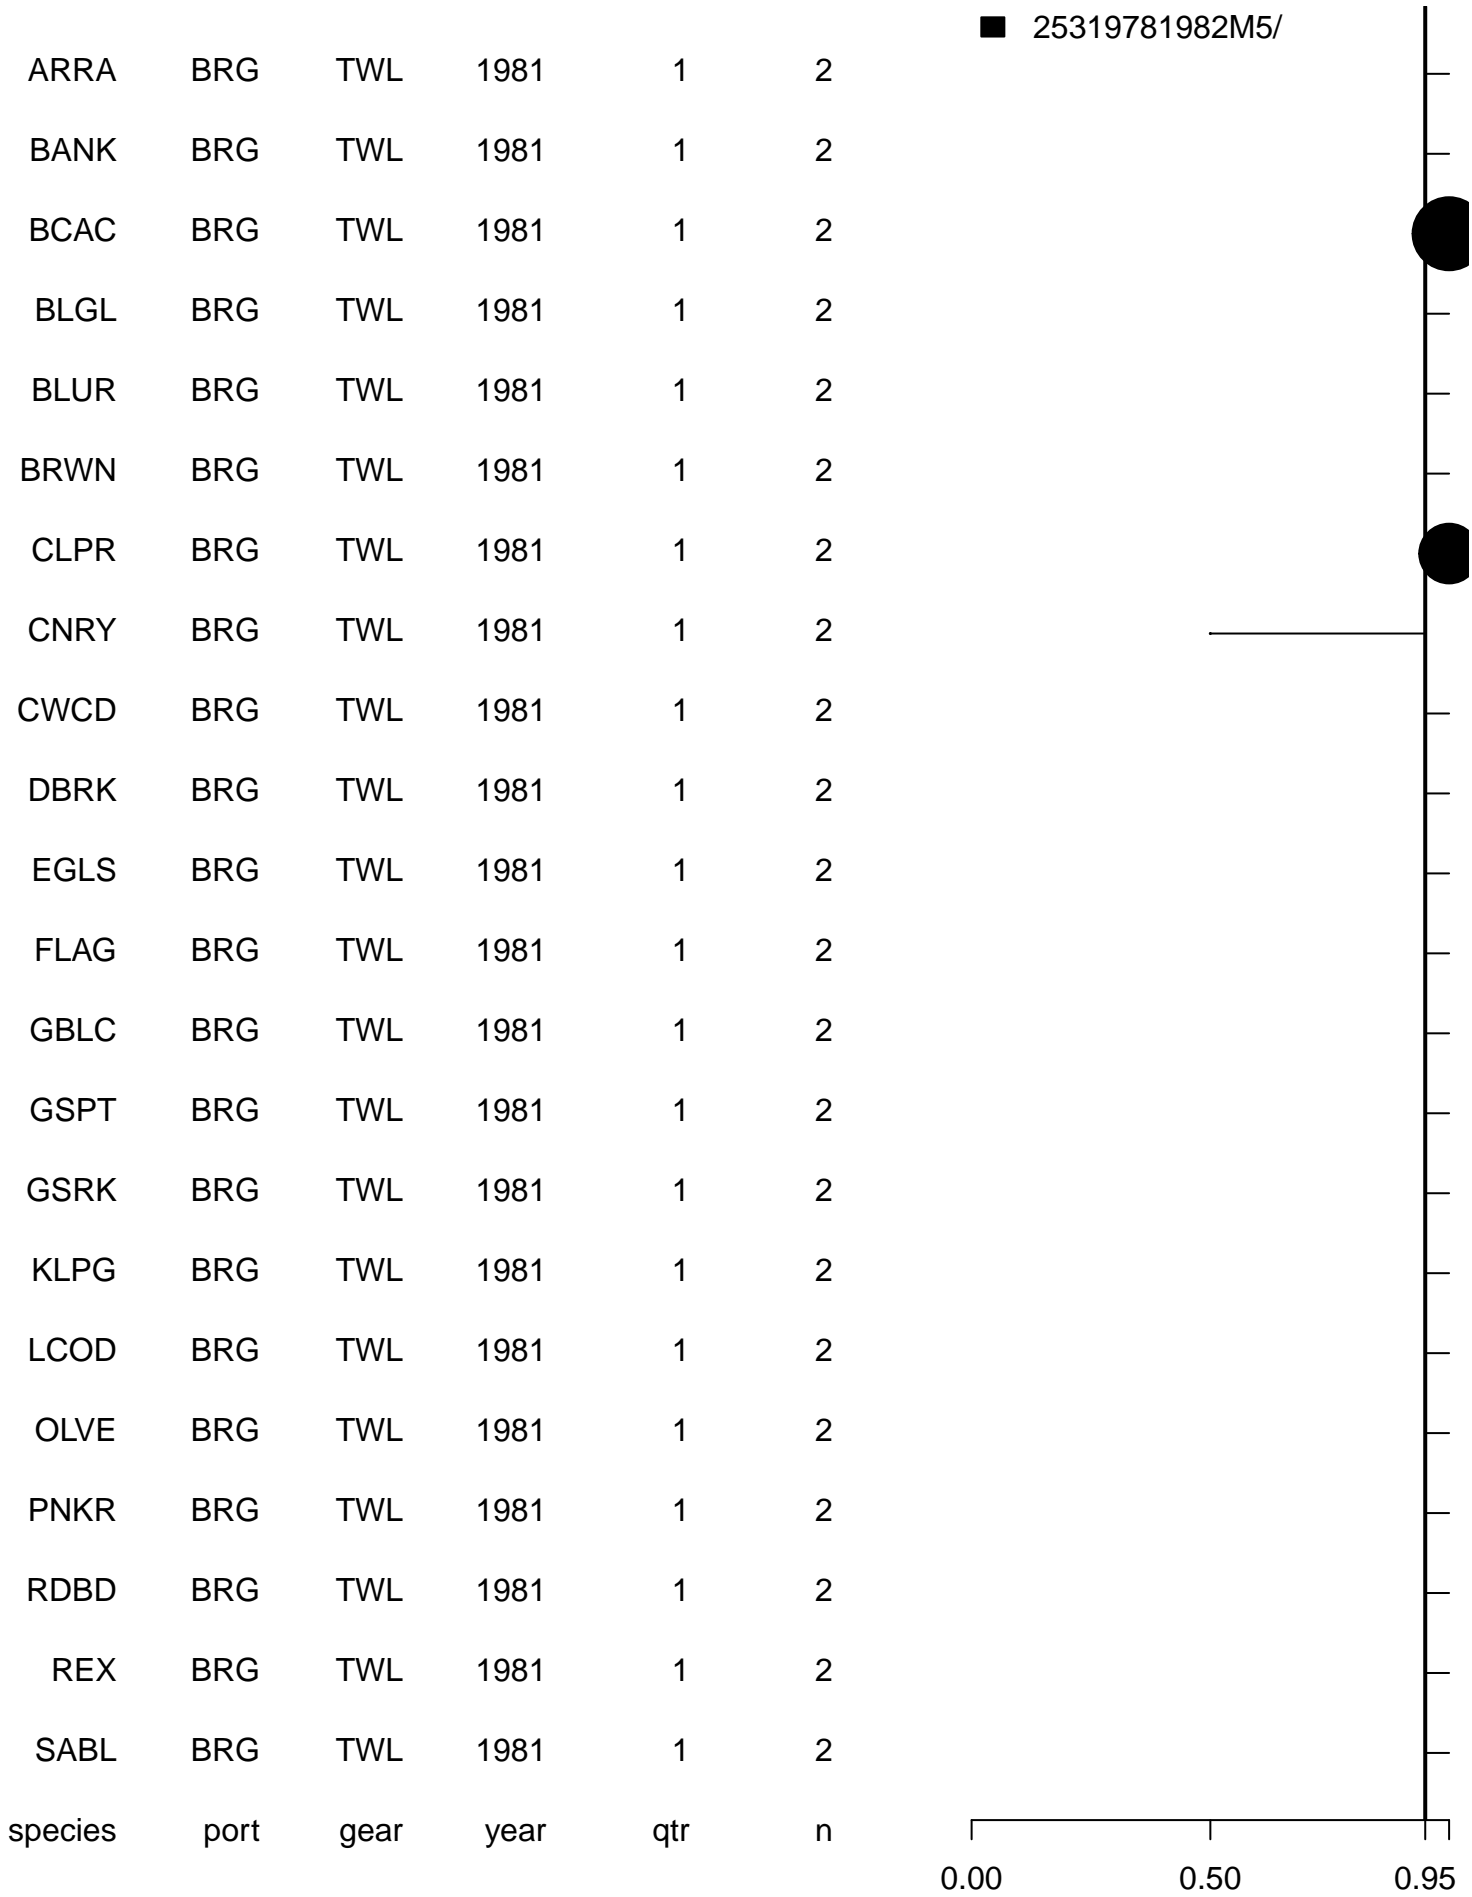 25319781982M5/
ARRA BRG TWL 1981 1 2
BANK BRG TWL 1981 1 2
BCAC BRG TWL 1981 1 2
BLGL BRG TWL 1981 1 2
BLUR BRG TWL 1981 1 2
BRWN BRG TWL 1981 1 2
CLPR BRG TWL 1981 1 2
CNRY BRG TWL 1981 1 2
CWCD BRG TWL 1981 1 2
DBRK BRG TWL 1981 1 2
EGLS BRG TWL 1981 1 2
FLAG BRG TWL 1981 1 2
GBLC BRG TWL 1981 1 2
GSPT BRG TWL 1981 1 2
GSRK BRG TWL 1981 1 2
KLPG BRG TWL 1981 1 2
LCOD BRG TWL 1981 1 2
OLVE BRG TWL 1981 1 2
PNKR BRG TWL 1981 1 2
RDBD BRG TWL 1981 1 2
REX BRG TWL 1981 1 2
SABL BRG TWL 1981 1 2
species port gear year qtr n
0.00 0.50 0.95